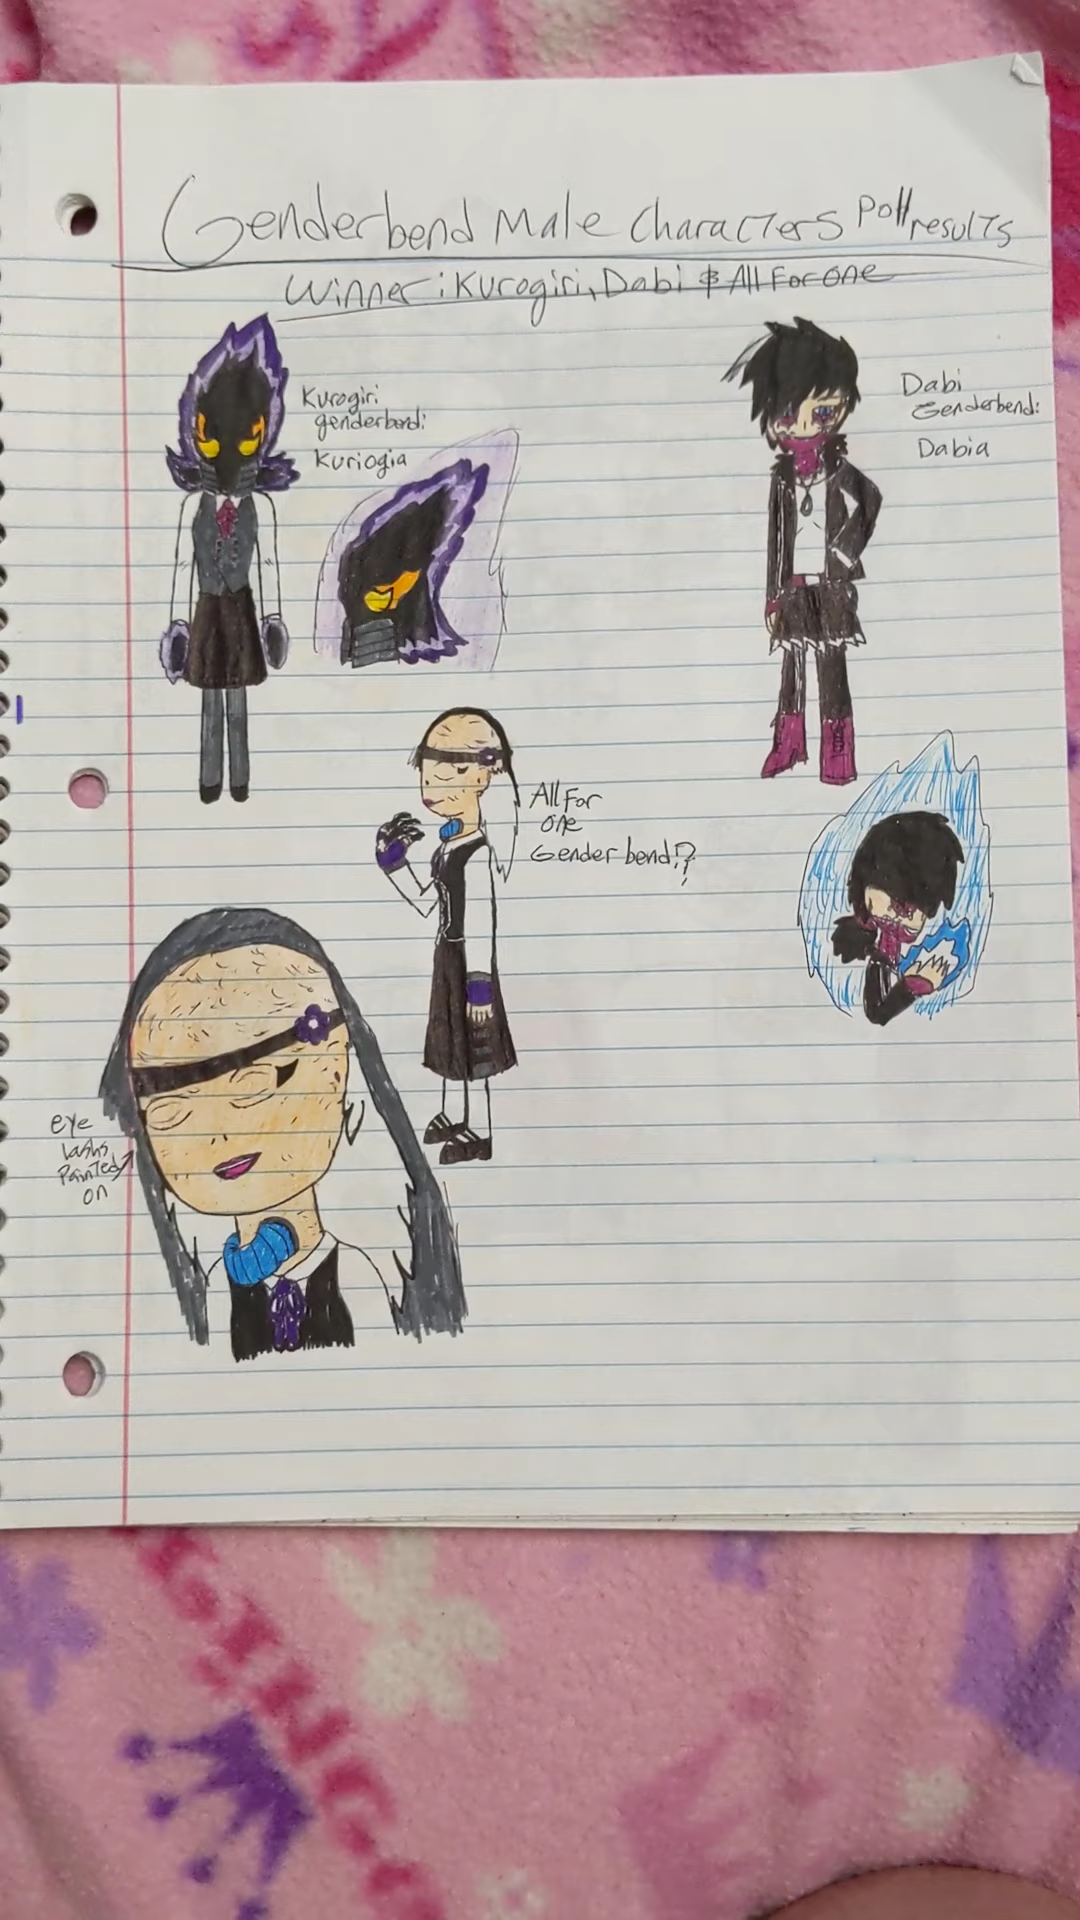 Genderbend Male Characters Poll results
Winner: Kurogiri, Dabi & All For One
Kurogiri
genderbend:
Kuriogia
Dabi
Genderbend:
Dabia
All For
one
Genderbend!?
eye
lashs
Painted
on